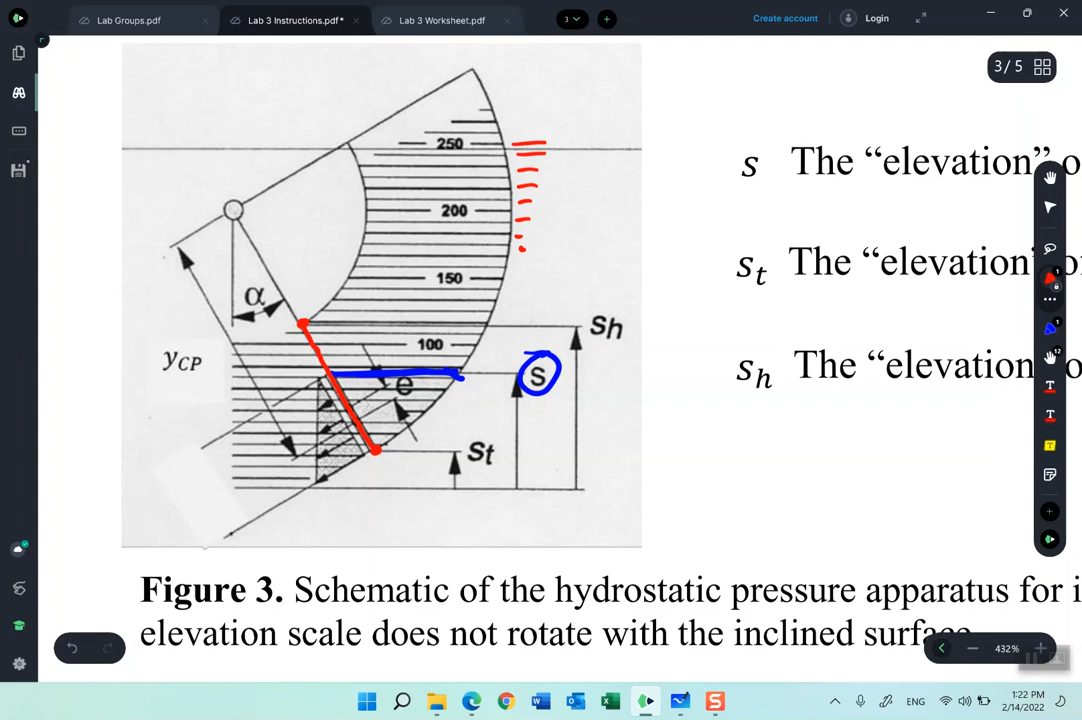 Lab Groups.pdf
Lab 3 Instructions.pdf*
Lab 3 Worksheet.pdf
3
Create account
Login
3 / 5
250
200
150
100
α
yCP
e
sh
s
st
s The “elevation” o
st The “elevation” o
sh The “elevation” o
Figure 3. Schematic of the hydrostatic pressure apparatus for i
elevation scale does not rotate with the inclined surface.
432%
ENG
1:22 PM
2/14/2022